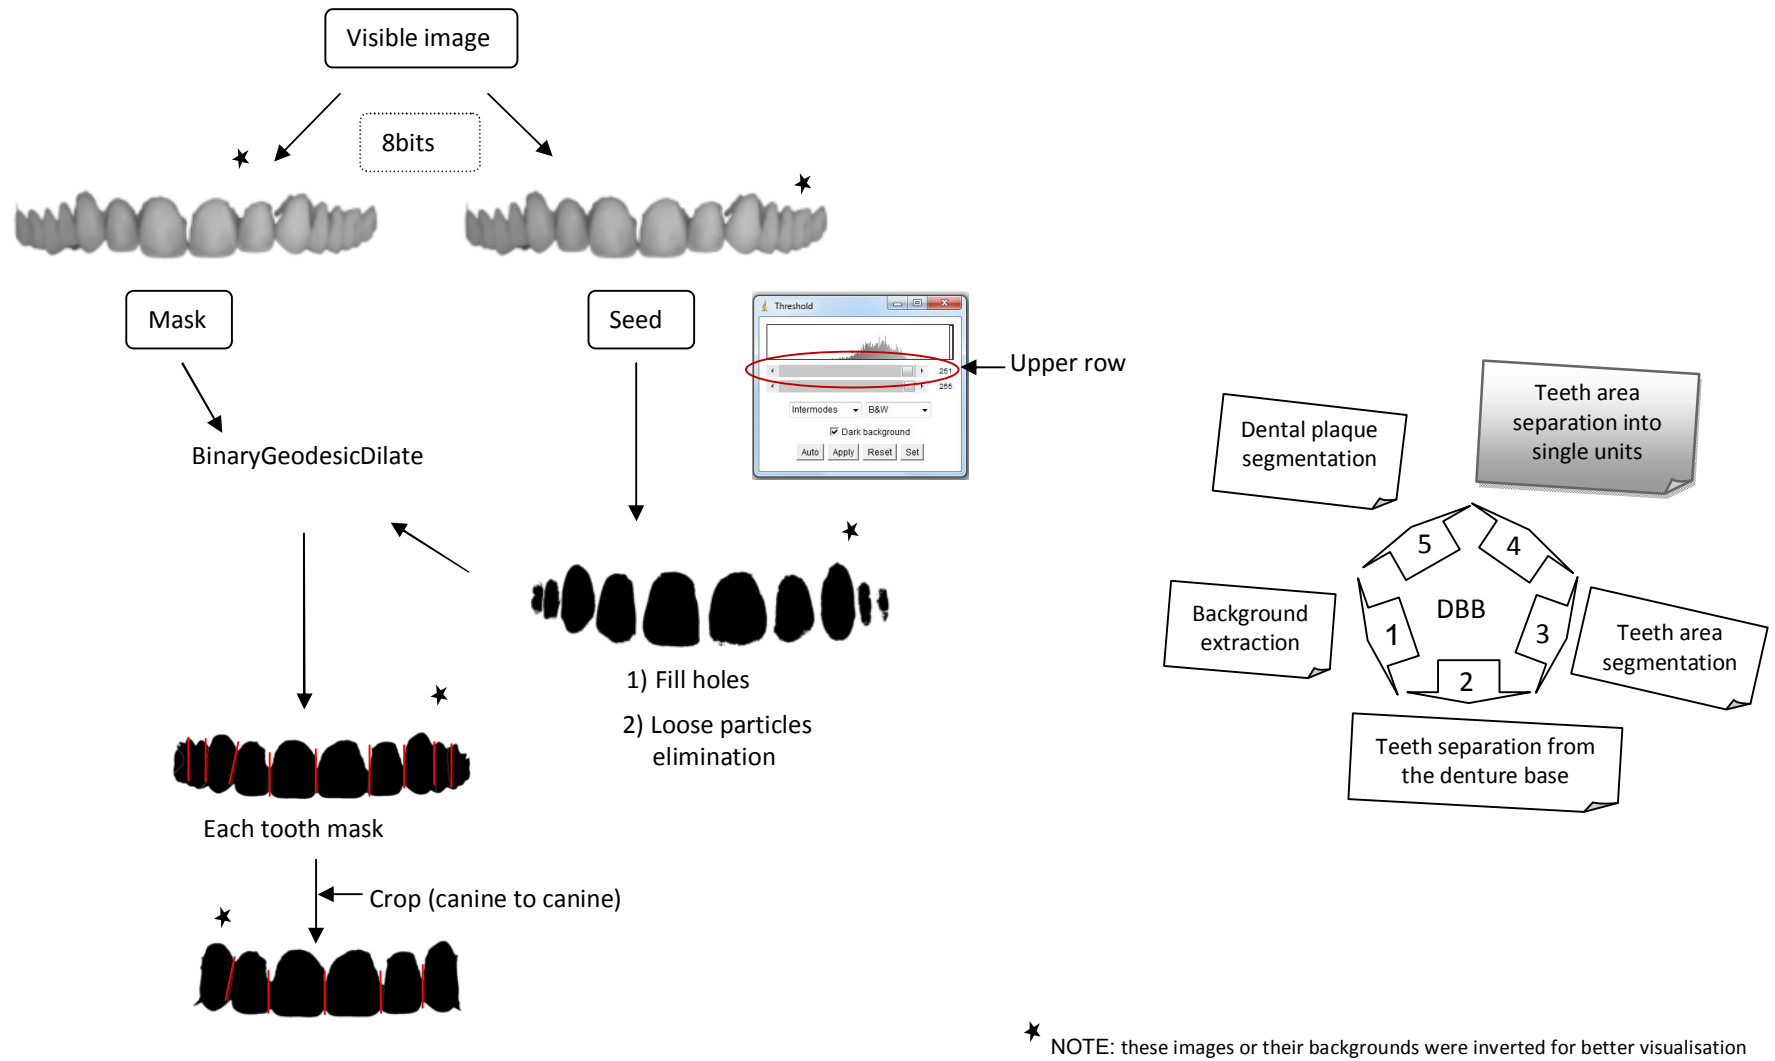 Visible image
8bits
Mask
Seed
Threshold
251
255
Intermodes
B&W
Dark background
Auto
Apply
Reset
Set
Upper row
BinaryGeodesicDilate
1) Fill holes
2) Loose particles
elimination
Each tooth mask
Crop (canine to canine)
Teeth area
separation into
single units
Dental plaque
segmentation
5
4
DBB
Background
extraction
1
3
2
Teeth area
segmentation
Teeth separation from
the denture base
NOTE: these images or their backgrounds were inverted for better visualisation